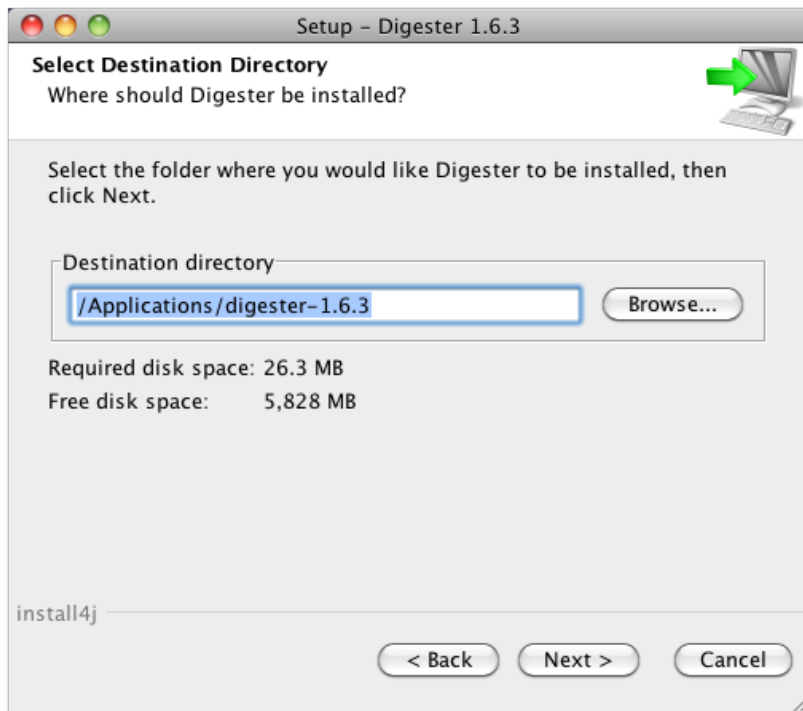 Setup – Digester 1.6.3
Select Destination Directory
Where should Digester be installed?
Select the folder where you would like Digester to be installed, then
click Next.
Destination directory
/Applications/digester-1.6.3
Browse...
Required disk space: 26.3 MB
Free disk space: 5,828 MB
install4j
< Back Next > Cancel